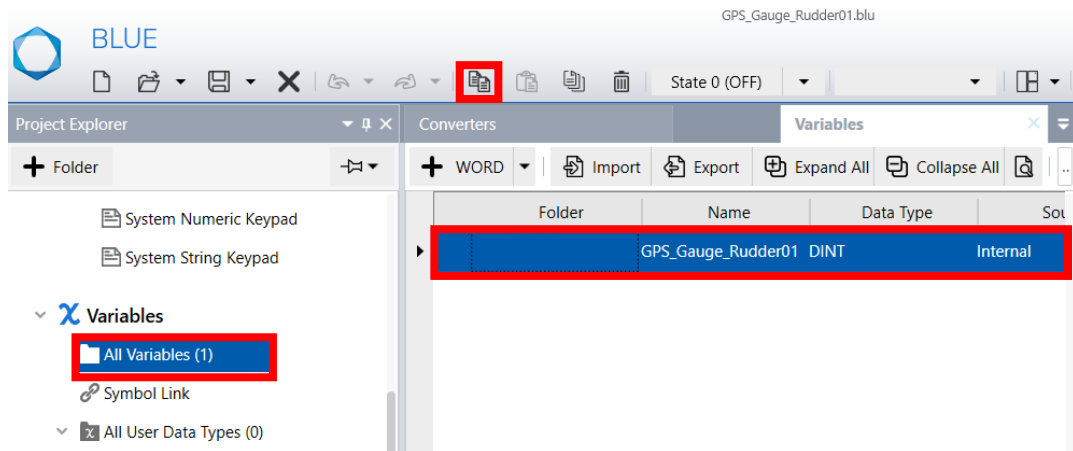 GPS_Gauge_Rudder01.blu
BLUE
State 0 (OFF)
Project Explorer
Converters
Variables
Folder
WORD
Import
Export
Expand All
Collapse All
..
Folder
Name
Data Type
Sou
System Numeric Keypad
System String Keypad
GPS_Gauge_Rudder01 DINT Internal
Variables
All Variables (1)
Symbol Link
All User Data Types (0)